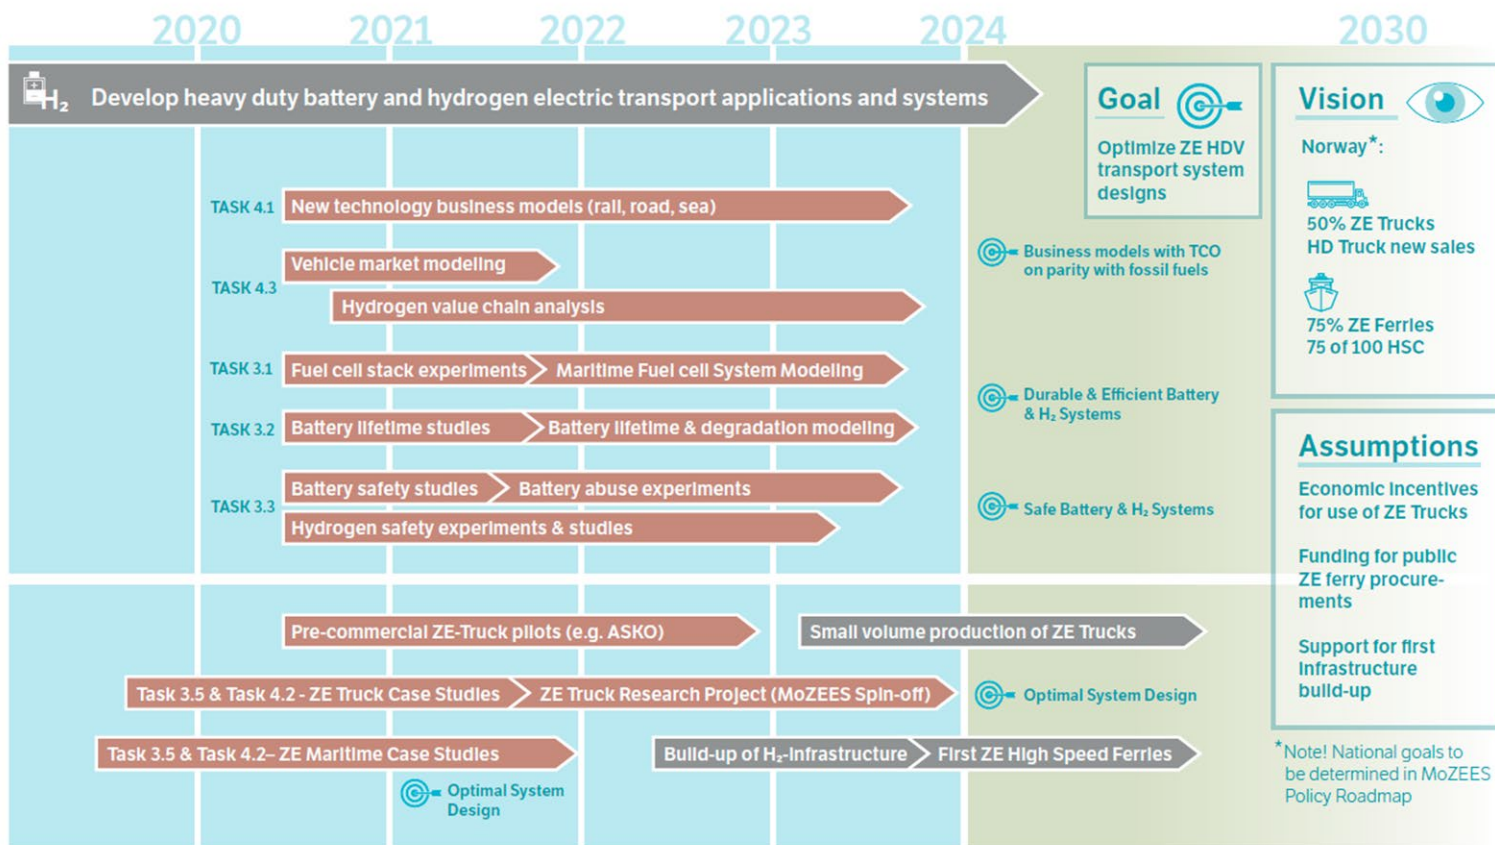 2020 2021 2022 2023 2024 2030
H₂ Develop heavy duty battery and hydrogen electric transport applications and systems
Goal
Optimize ZE HDV
transport system
designs
Vision
Norway*:
50% ZE Trucks
HD Truck new sales
75% ZE Ferries
75 of 100 HSC
TASK 4.1 New technology business models (rail, road, sea)
TASK 4.3
Vehicle market modeling
Hydrogen value chain analysis
Business models with TCO
on parity with fossil fuels
TASK 3.1 Fuel cell stack experiments Maritime Fuel cell System Modeling
TASK 3.2 Battery lifetime studies Battery lifetime & degradation modeling
Durable & Efficient Battery
& H₂ Systems
TASK 3.3
Battery safety studies Battery abuse experiments
Hydrogen safety experiments & studies
Safe Battery & H₂ Systems
Assumptions
Economic incentives
for use of ZE Trucks
Funding for public
ZE ferry procure-
ments
Support for first
infrastructure
build-up
Pre-commercial ZE-Truck pilots (e.g. ASKO) Small volume production of ZE Trucks
Task 3.5 & Task 4.2 - ZE Truck Case Studies ZE Truck Research Project (MoZEES Spin-off) Optimal System Design
Task 3.5 & Task 4.2– ZE Maritime Case Studies Build-up of H₂-Infrastructure First ZE High Speed Ferries
Optimal System
Design
*Note! National goals to
be determined in MoZEES
Policy Roadmap